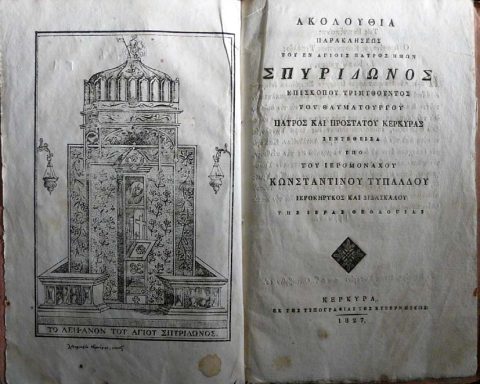 ΤΟ ΛΕΙΨΑΝΟΝ ΤΟΥ ΑΓΙΟΥ ΣΠΥΡΙΔΩΝΟΣ.
ΑΚΟΛΟΥΘΙΑ
ΠΑΡΑΚΛΗΣΕΩΣ
ΤΟΥ ΕΝ ΑΓΙΟΙΣ ΠΑΤΡΟΣ ΗΜΩΝ
ΣΠΥΡΙΔΩΝΟΣ
ΕΠΙΣΚΟΠΟΥ ΤΡΙΜΥΘΟΥΝΤΟΣ
ΤΟΥ ΘΑΥΜΑΤΟΥΡΓΟΥ
ΠΑΤΡΟΣ ΚΑΙ ΠΡΟΣΤΑΤΟΥ ΚΕΡΚΥΡΑΣ
ΣΥΝΤΕΘΕΙΣΑ
ΥΠΟ
ΤΟΥ ΙΕΡΟΜΟΝΑΧΟΥ
ΚΩΝΣΤΑΝΤΙΝΟΥ ΤΥΠΑΛΔΟΥ
ΙΕΡΟΚΗΡΥΚΟΣ ΚΑΙ ΔΙΔΑΣΚΑΛΟΥ
ΤΗΣ ΙΕΡΑΣ ΘΕΟΛΟΓΙΑΣ
ΚΕΡΚΥΡΑ,
ΕΚ ΤΗΣ ΤΥΠΟΓΡΑΦΙΑΣ ΤΗΣ ΚΥΒΕΡΝΗΣΕΩΣ
1827.